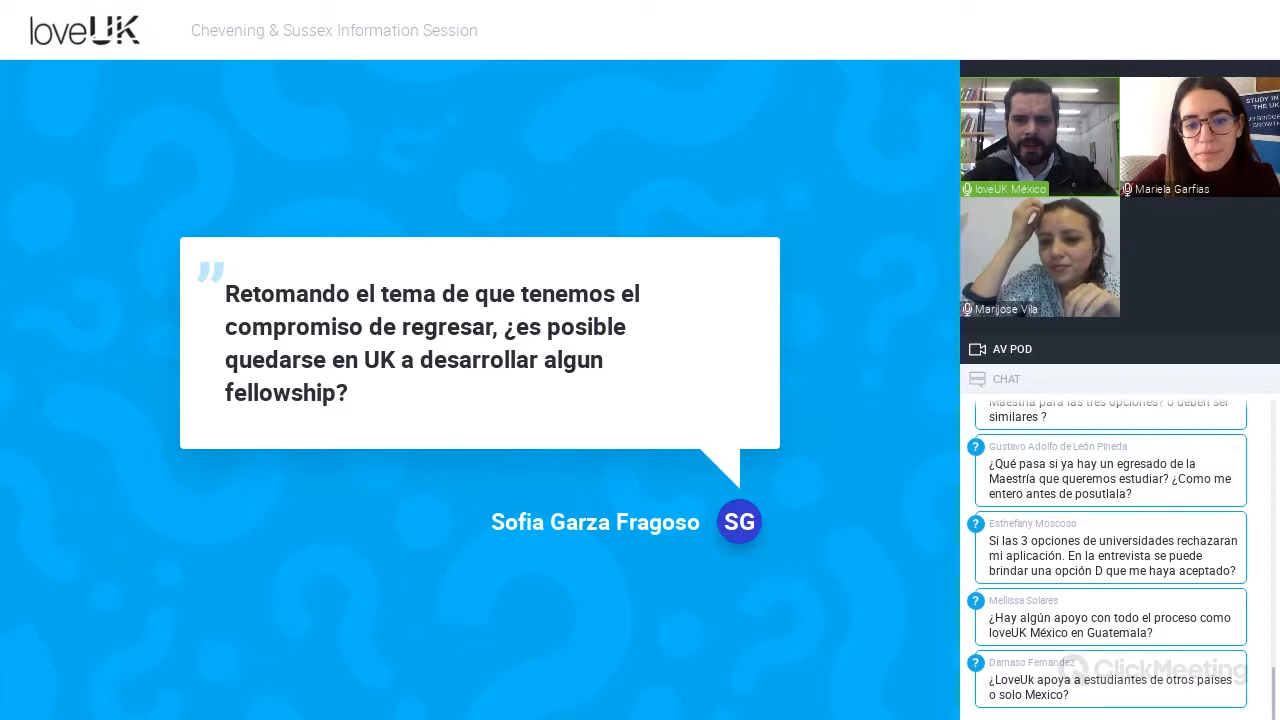 loveUK
Chevening & Sussex Information Session
Retomando el tema de que tenemos el
compromiso de regresar, ¿es posible
quedarse en UK a desarrollar algun
fellowship?
Sofia Garza Fragoso
SG
STUDY IN
THE UK
loveUK México
Mariela Garfias
Marijose Vila
AV POD
CHAT
Maestría para las tres opciones? o deben ser
similares ?
?
Gustavo Adolfo de León Pineda
¿Qué pasa si ya hay un egresado de la
Maestría que queremos estudiar? ¿Como me
entero antes de posutlala?
?
Esthefany Moscoso
Si las 3 opciones de universidades rechazaran
mi aplicación. En la entrevista se puede
brindar una opción D que me haya aceptado?
?
Mellissa Solares
¿Hay algún apoyo con todo el proceso como
loveUK México en Guatemala?
?
Damaso Fernandez
ClickMeeting
¿LoveUk apoya a estudiantes de otros países
o solo Mexico?